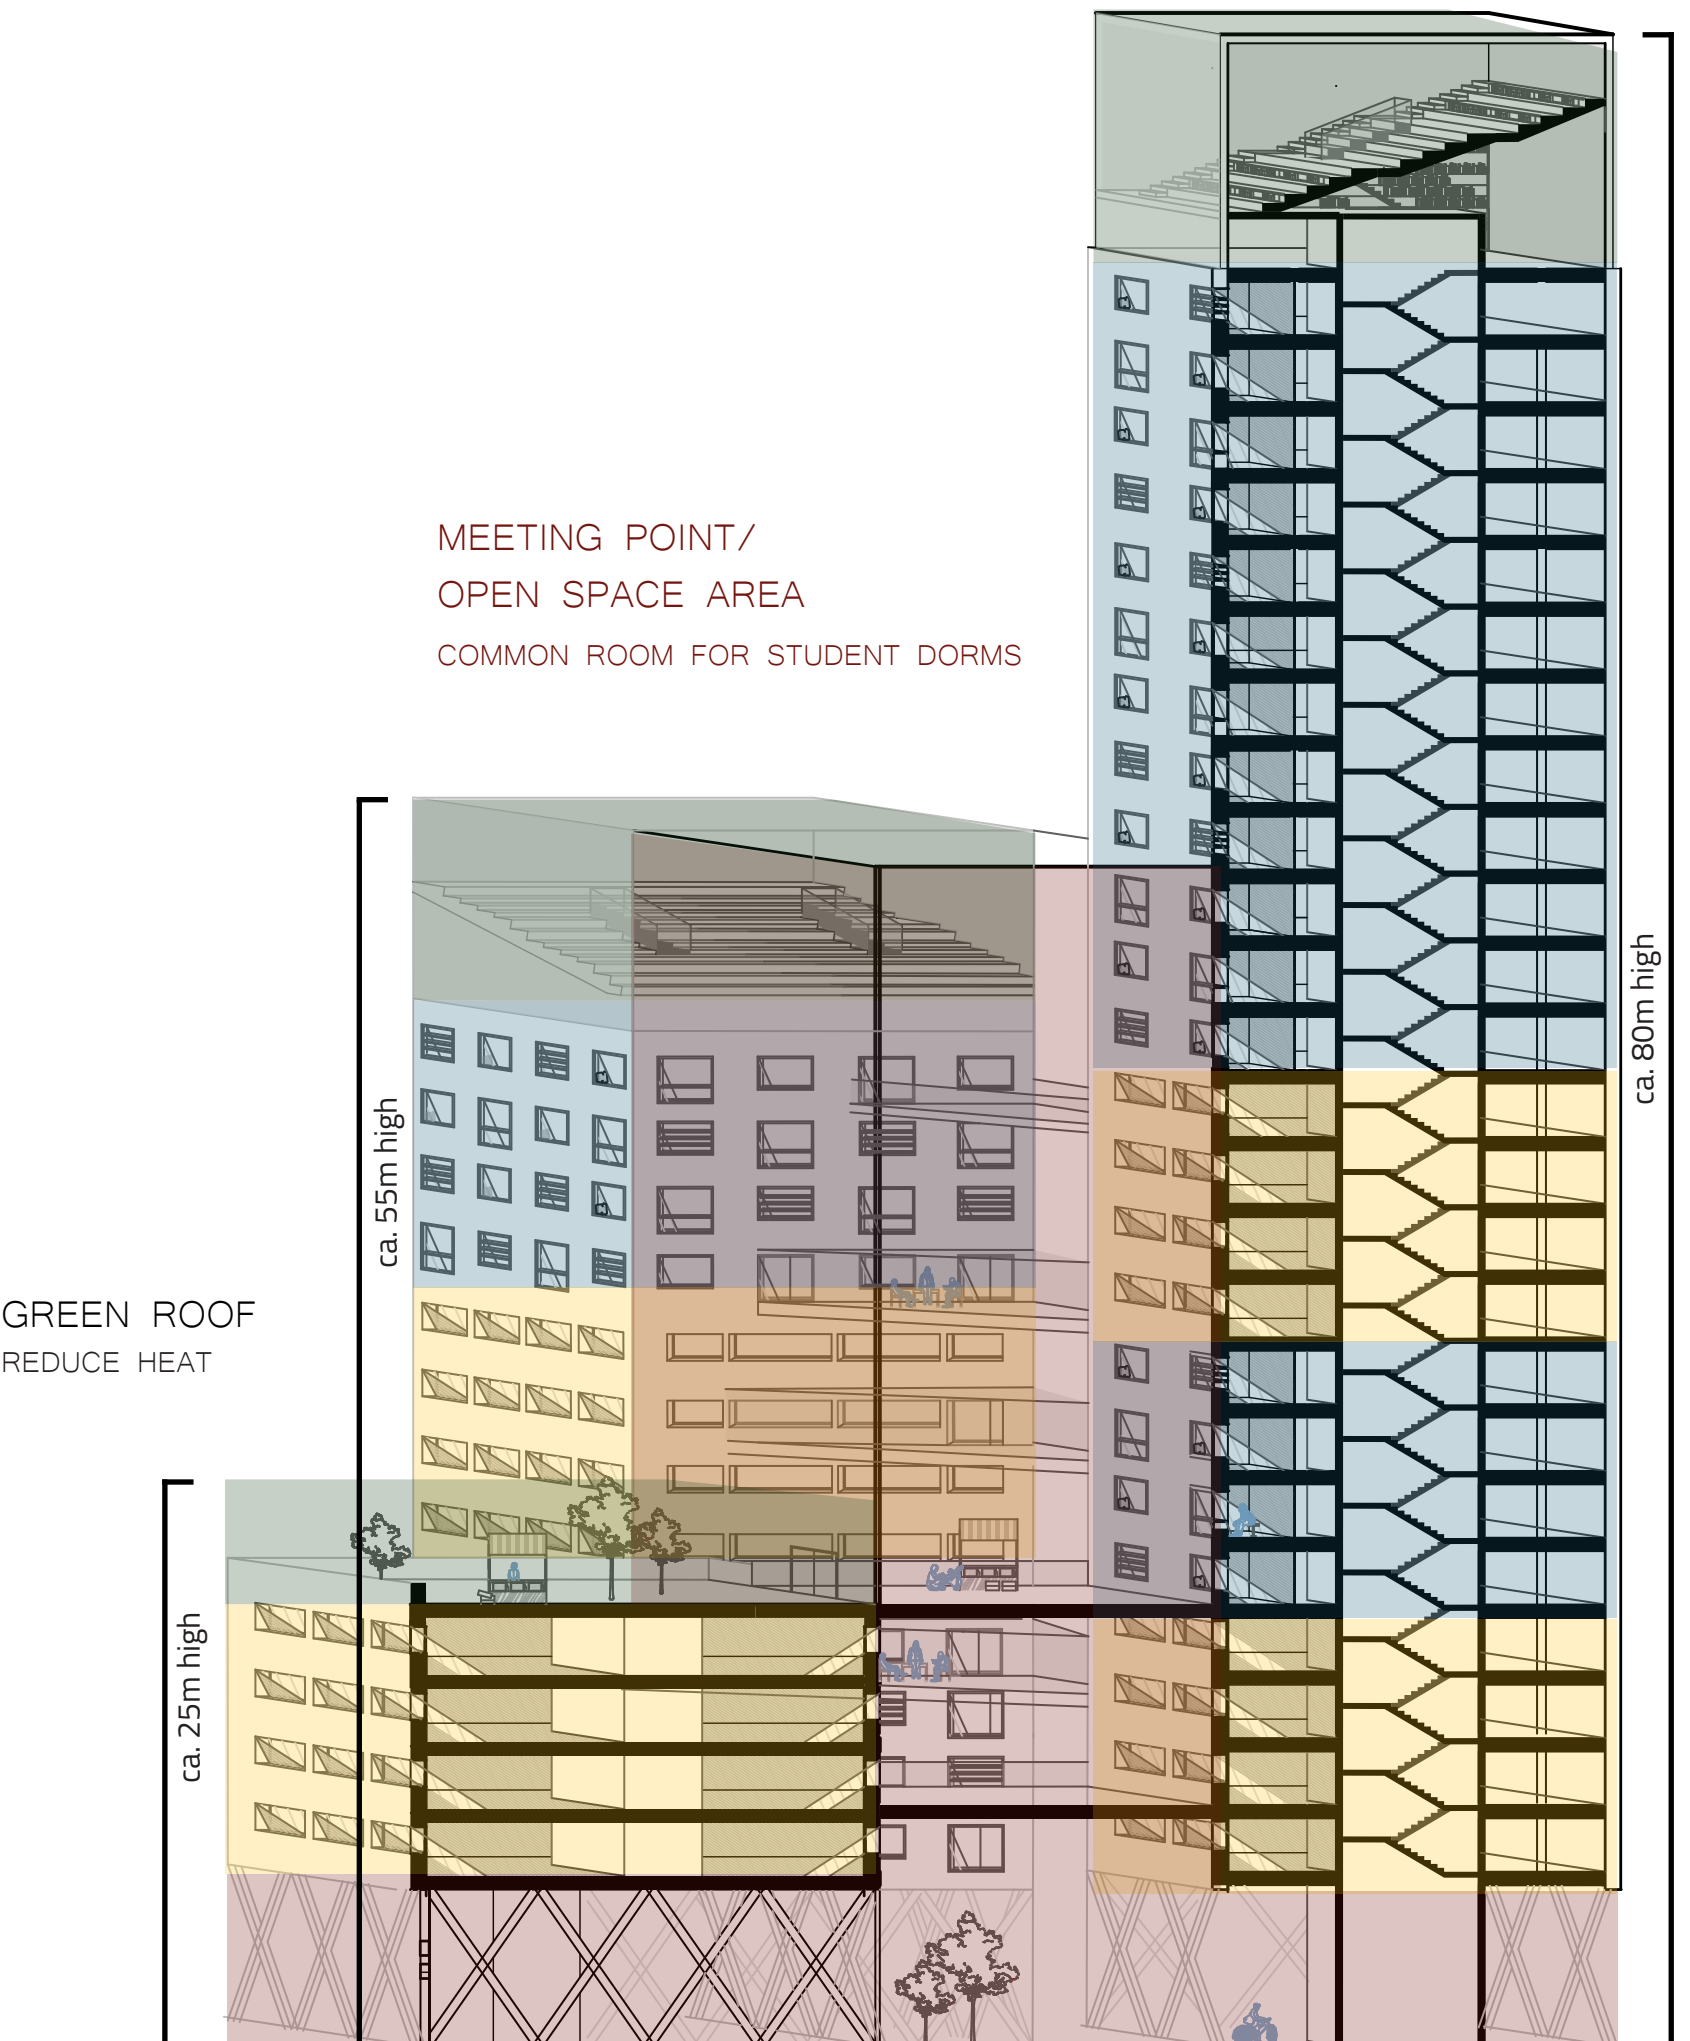 MEETING POINT/
OPEN SPACE AREA
COMMON ROOM FOR STUDENT DORMS
ca. 80m high
ca. 55m high
GREEN ROOF
REDUCE HEAT
ca. 25m high